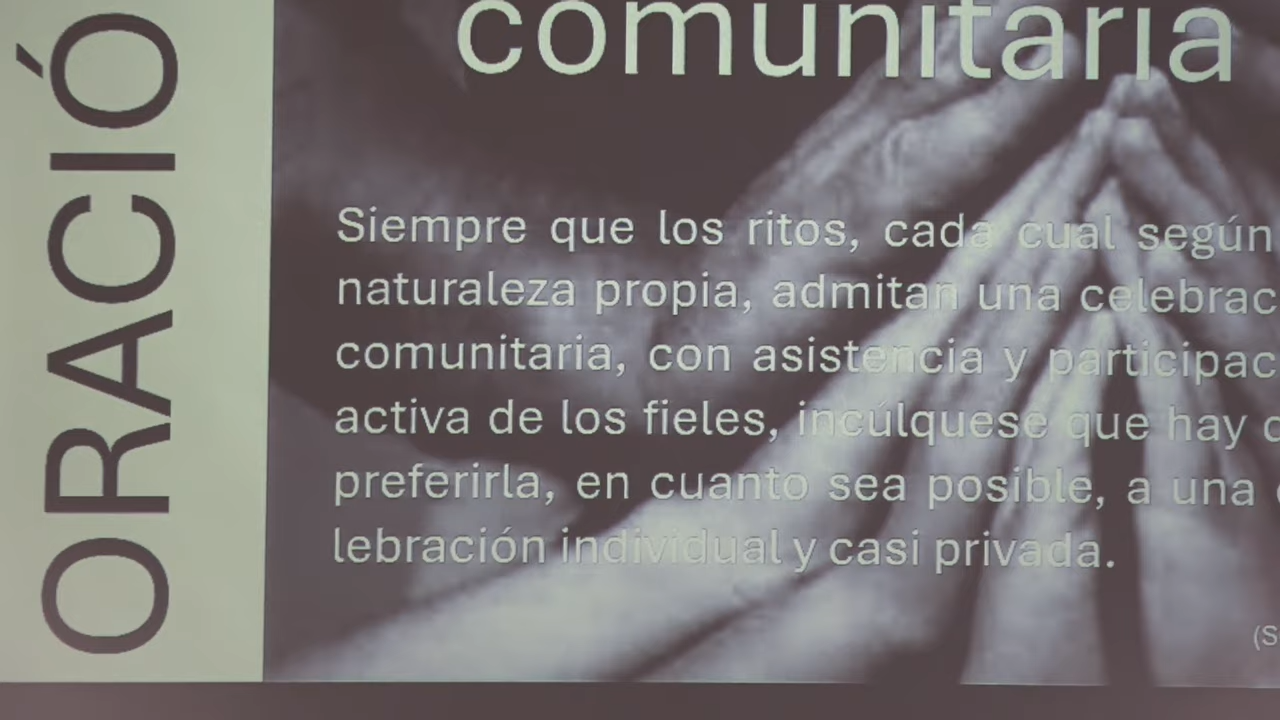 ORACIÓ
comunitaria
Siempre que los ritos, cada cual según
naturaleza propia, admitan una celebrac
comunitaria, con asistencia y participac
activa de los fieles, incúlquese que hay
preferirla, en cuanto sea posible, a una
lebración individual y casi privada.
(S